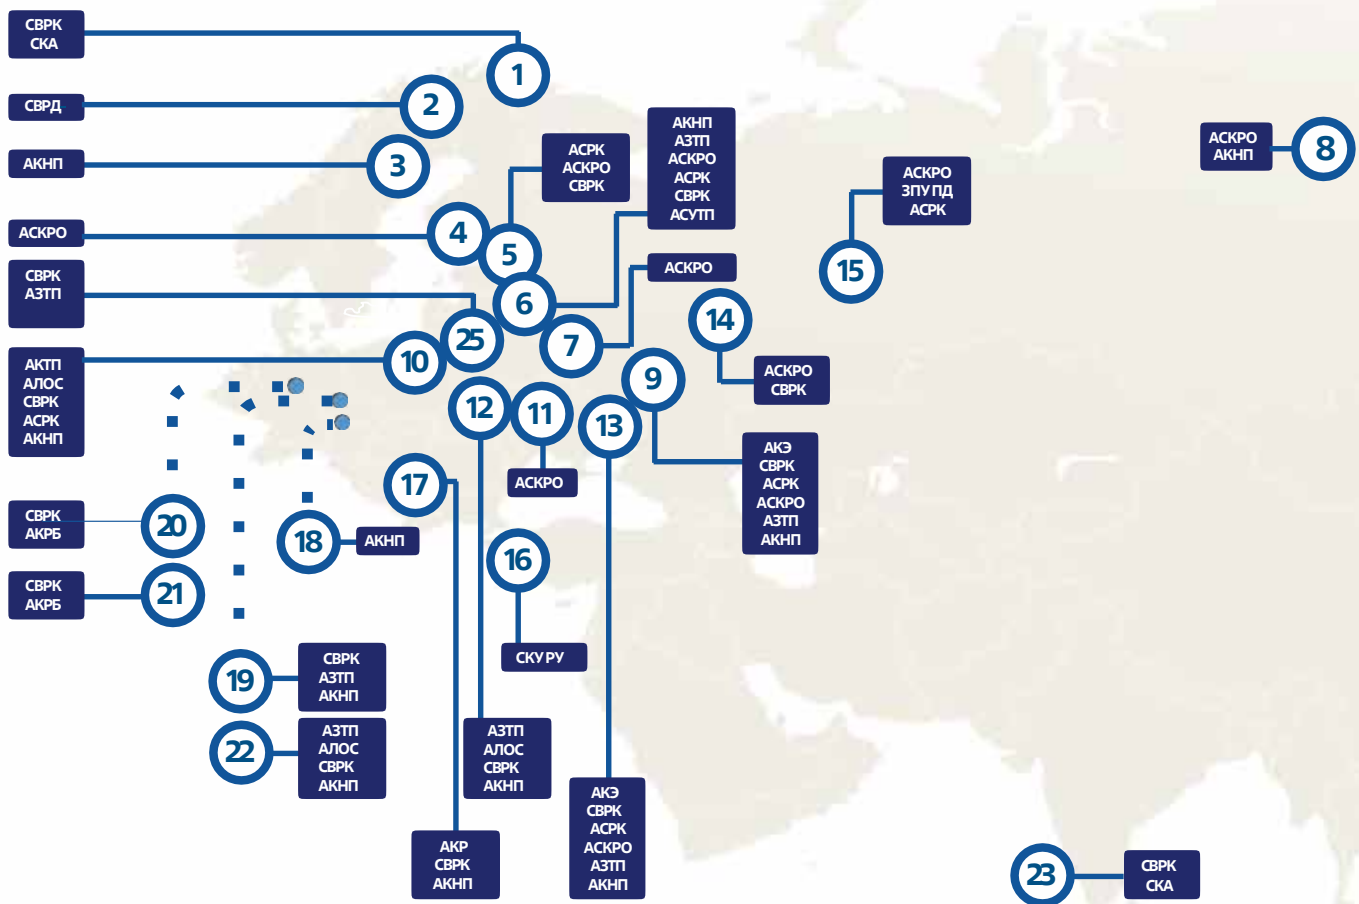 СВРК
СКА
1
СВРД
2
АКНП
3
АСКРО
4
СВРК
АЗТП
25
АКТП
АЛОС
СВРК
АСРК
АКНП
10
АСРК
АСКРО
СВРК
5
АКНП
АЗТП
АСКРО
АСРК
СВРК
АСУТП
6
АСКРО
7
АСКРО
АКНП
8
АСКРО
ЗПУ ПД
АСРК
15
14
АСКРО
СВРК
9
АКЭ
СВРК
АСРК
АСКРО
АЗТП
АКНП
12
11
АСКРО
13
17
СВРК
АКРБ
20
18
АКНП
16
СВРК
АКРБ
21
СКУ РУ
19
СВРК
АЗТП
АКНП
22
АЗТП
АЛОС
СВРК
АКНП
АЗТП
АЛОС
СВРК
АКНП
АКЭ
СВРК
АСРК
АСКРО
АЗТП
АКНП
АКР
СВРК
АКНП
23
СВРК
СКА